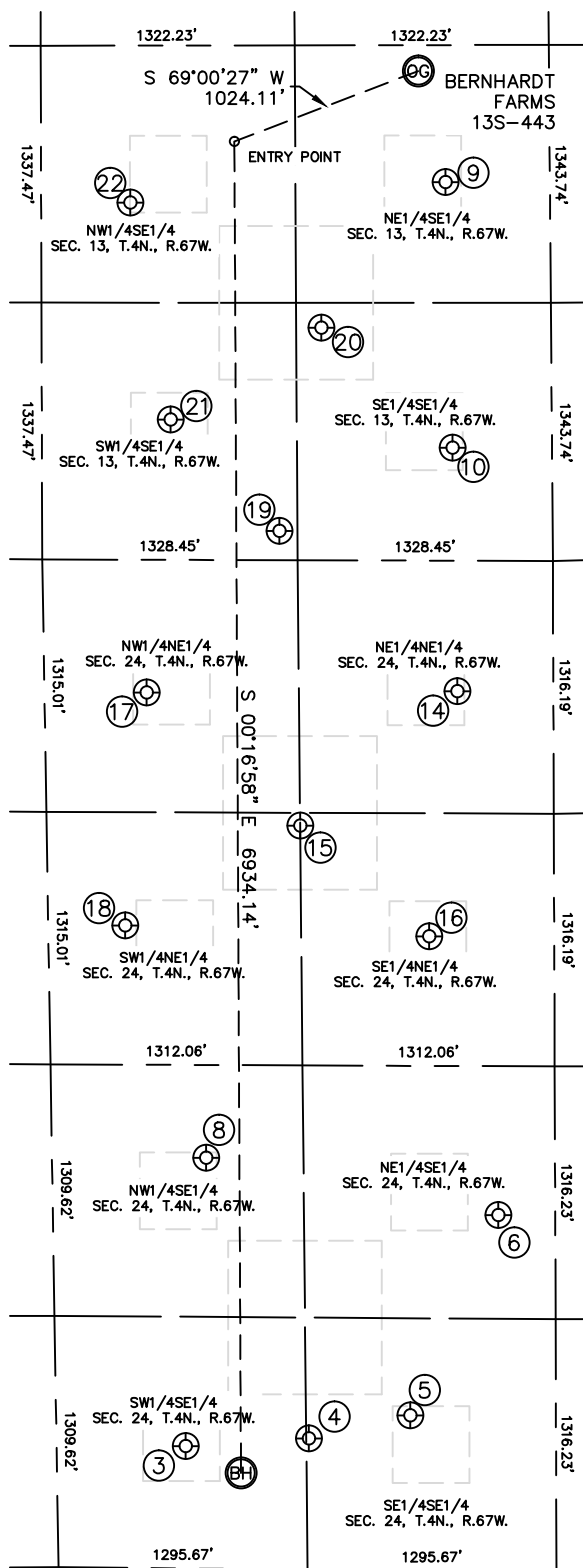 1322.23'
1322.23'
S 69°00'27" W
1024.11'
OG
BERNHARDT
FARMS
13S-443
ENTRY POINT
1337.47'
22
9
1343.74'
NW1/4SE1/4
SEC. 13, T.4N., R.67W.
NE1/4SE1/4
SEC. 13, T.4N., R.67W.
20
1337.47'
21
SE1/4SE1/4
SEC. 13, T.4N., R.67W.
1343.74'
SW1/4SE1/4
SEC. 13, T.4N., R.67W.
10
19
1328.45'
1328.45'
NW1/4NE1/4
SEC. 24, T.4N., R.67W.
NE1/4NE1/4
SEC. 24, T.4N., R.67W.
1315.01'
17
14
1316.19'
S 00°16'58" E 6934.14'
15
18
16
1315.01'
SW1/4NE1/4
SEC. 24, T.4N., R.67W.
SE1/4NE1/4
SEC. 24, T.4N., R.67W.
1316.19'
1312.06'
1312.06'
8
1309.62'
NW1/4SE1/4
SEC. 24, T.4N., R.67W.
NE1/4SE1/4
SEC. 24, T.4N., R.67W.
1316.23'
6
SW1/4SE1/4
SEC. 24, T.4N., R.67W.
5
4
1309.62'
3
BH
1316.23'
SE1/4SE1/4
SEC. 24, T.4N., R.67W.
1295.67'
1295.67'